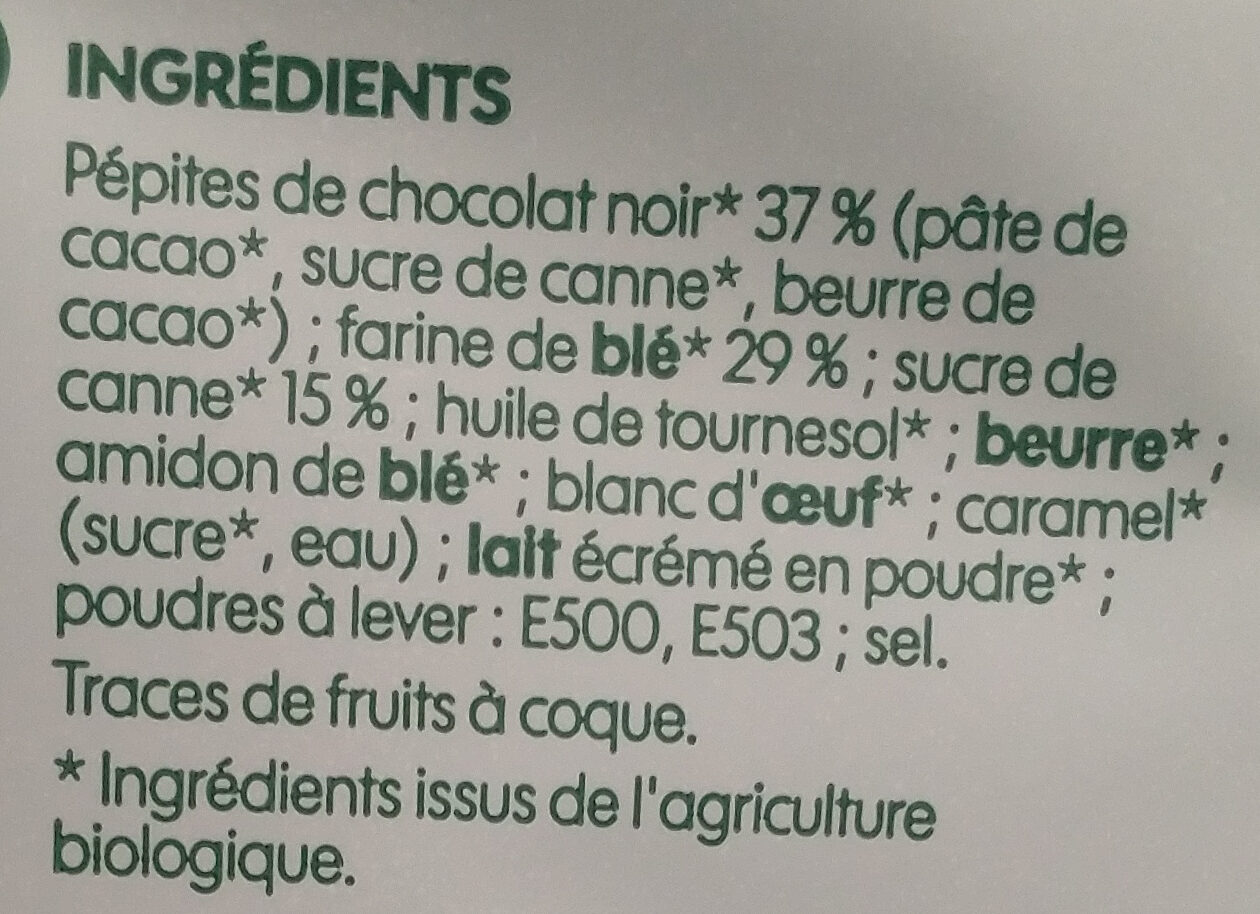 INGRÉDIENTS
Pépites de chocolat noir* 37 % (pâte de
cacao*, sucre de canne*, beurre de
cacao*) ; farine de blé* 29 % ; sucre de
canne* 15 % ; huile de tournesol* ; beurre* ;
amidon de blé* ; blanc d'œuf* ; caramel*
(sucre*, eau) ; lait écrémé en poudre* ;
poudres à lever : E500, E503 ; sel.
Traces de fruits à coque.
* Ingrédients issus de l'agriculture
biologique.